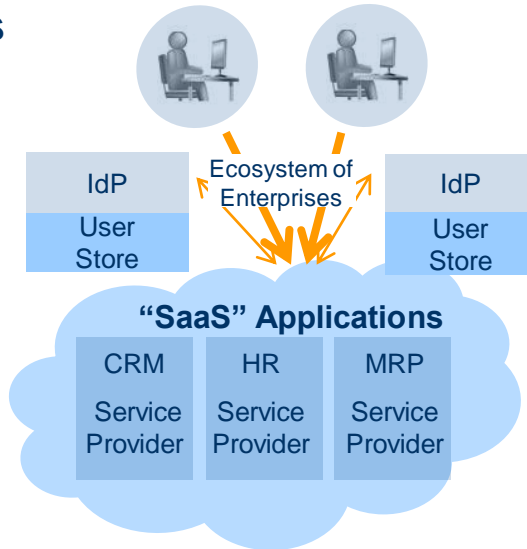 s
Ecosystem of
Enterprises
IdP
User
Store
IdP
User
Store
“SaaS” Applications
CRM
Service
Provider
HR
Service
Provider
MRP
Service
Provider